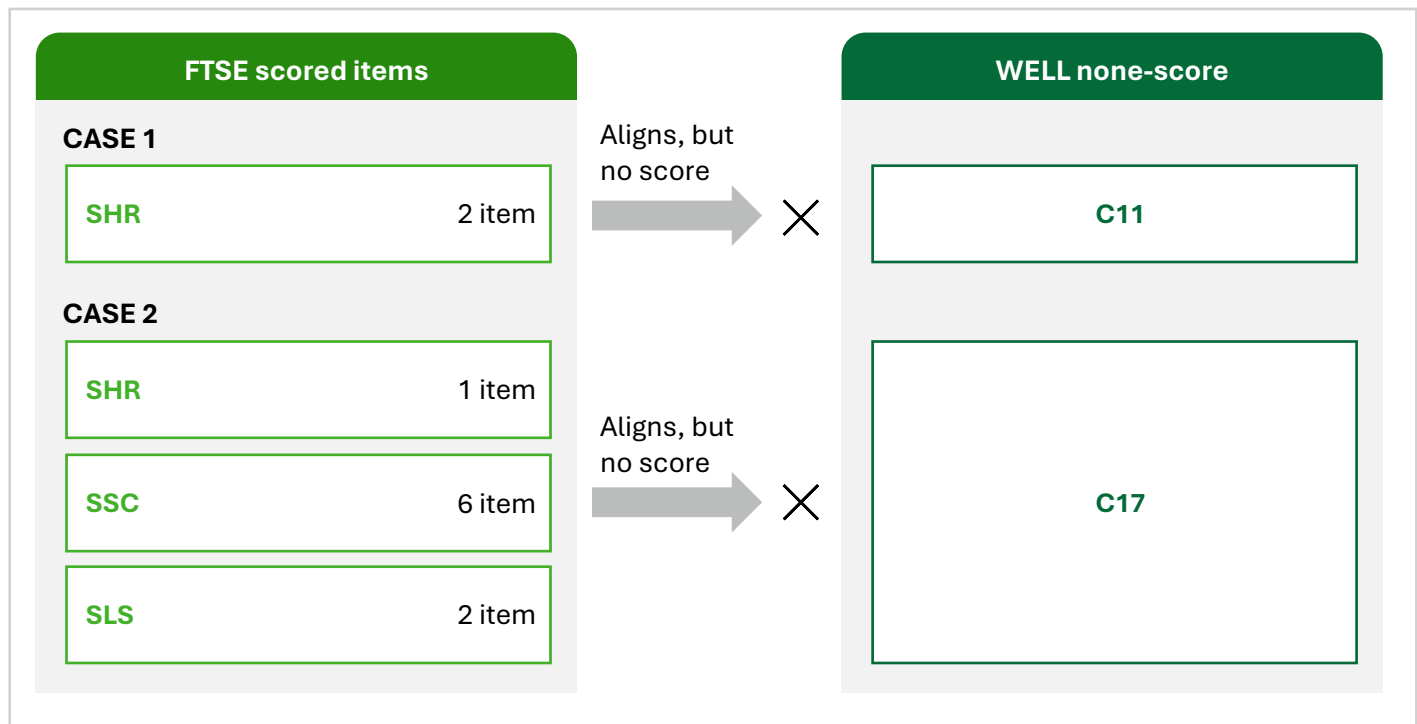 FTSE scored items
WELL none-score
CASE 1
SHR 2 item
Aligns, but
no score
C11
CASE 2
SHR 1 item
SSC 6 item
SLS 2 item
Aligns, but
no score
C17